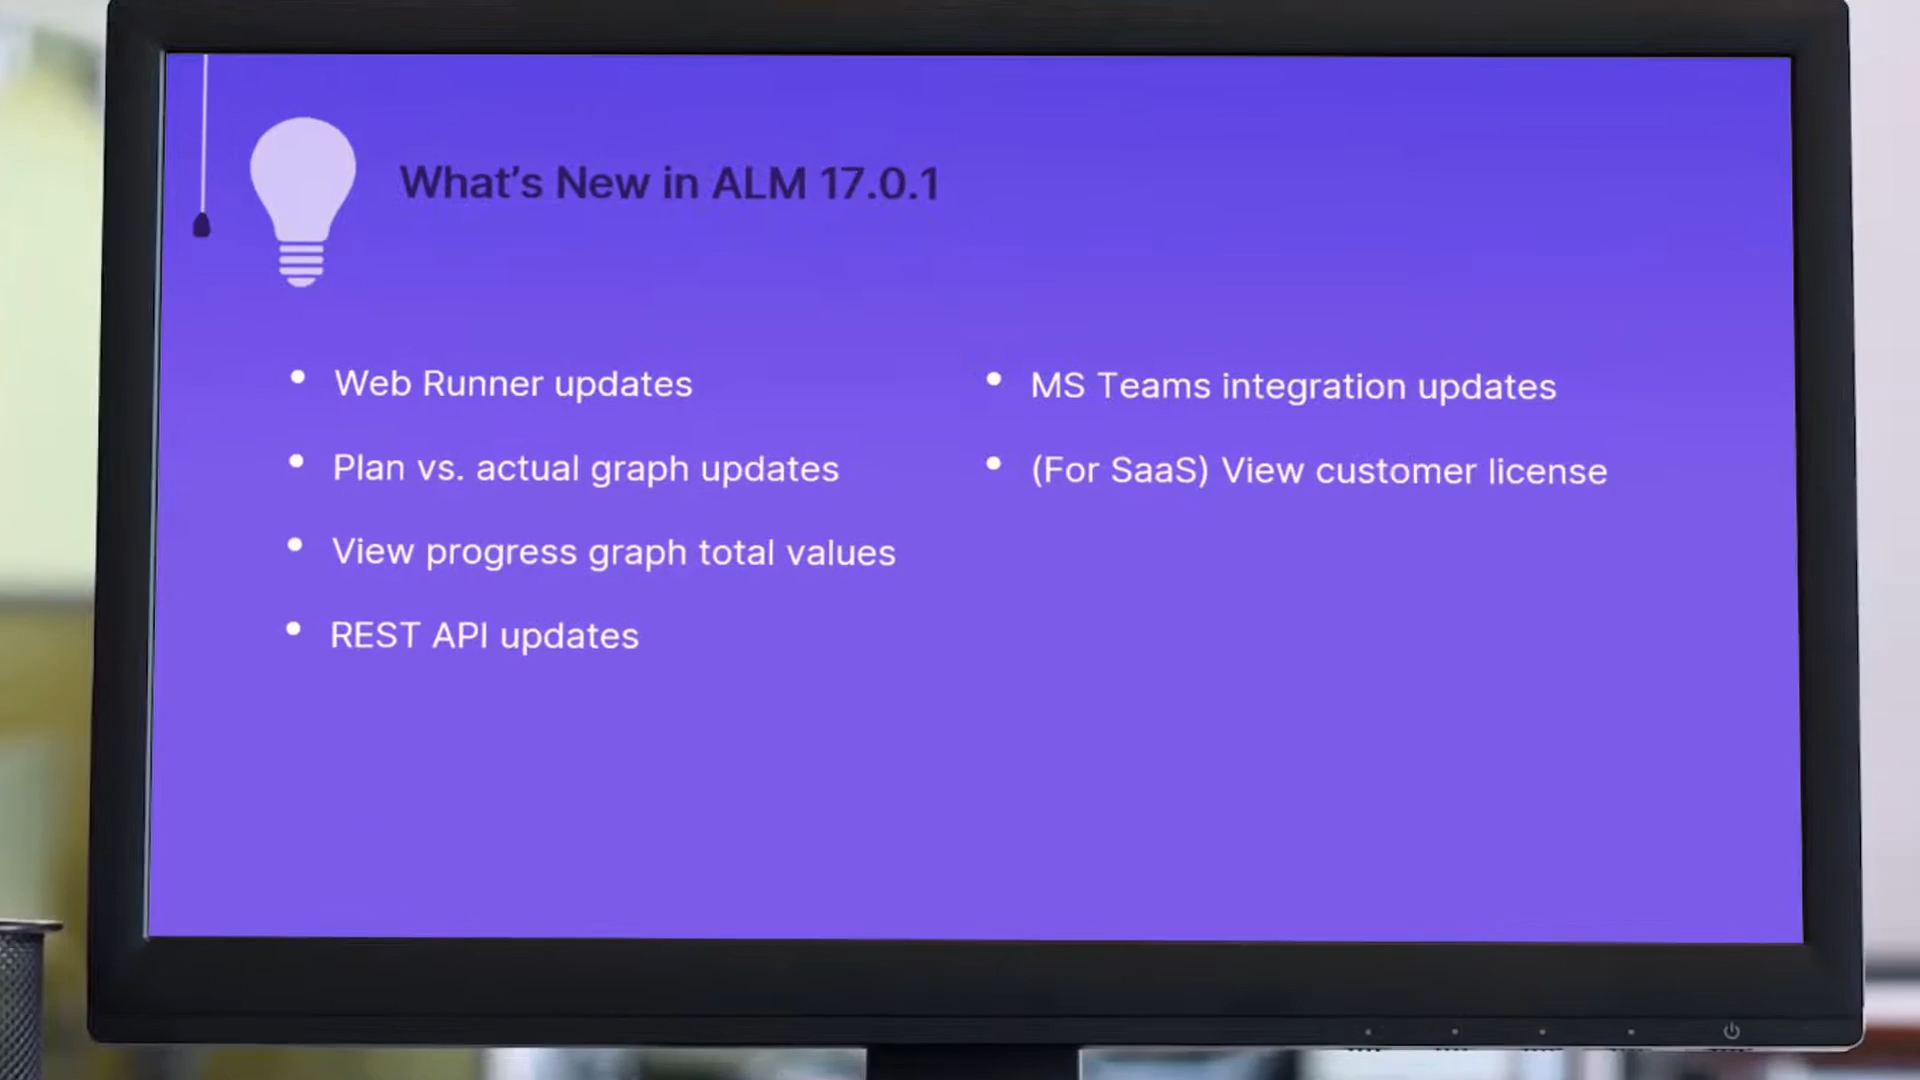 What's New in ALM 17.0.1
Web Runner updates
Plan vs. actual graph updates
View progress graph total values
REST API updates
MS Teams integration updates
(For SaaS) View customer license